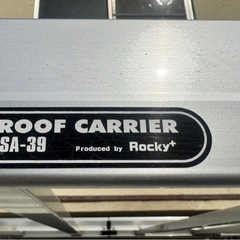 ROOF CARRIER
SA-39 Produced by Rocky+